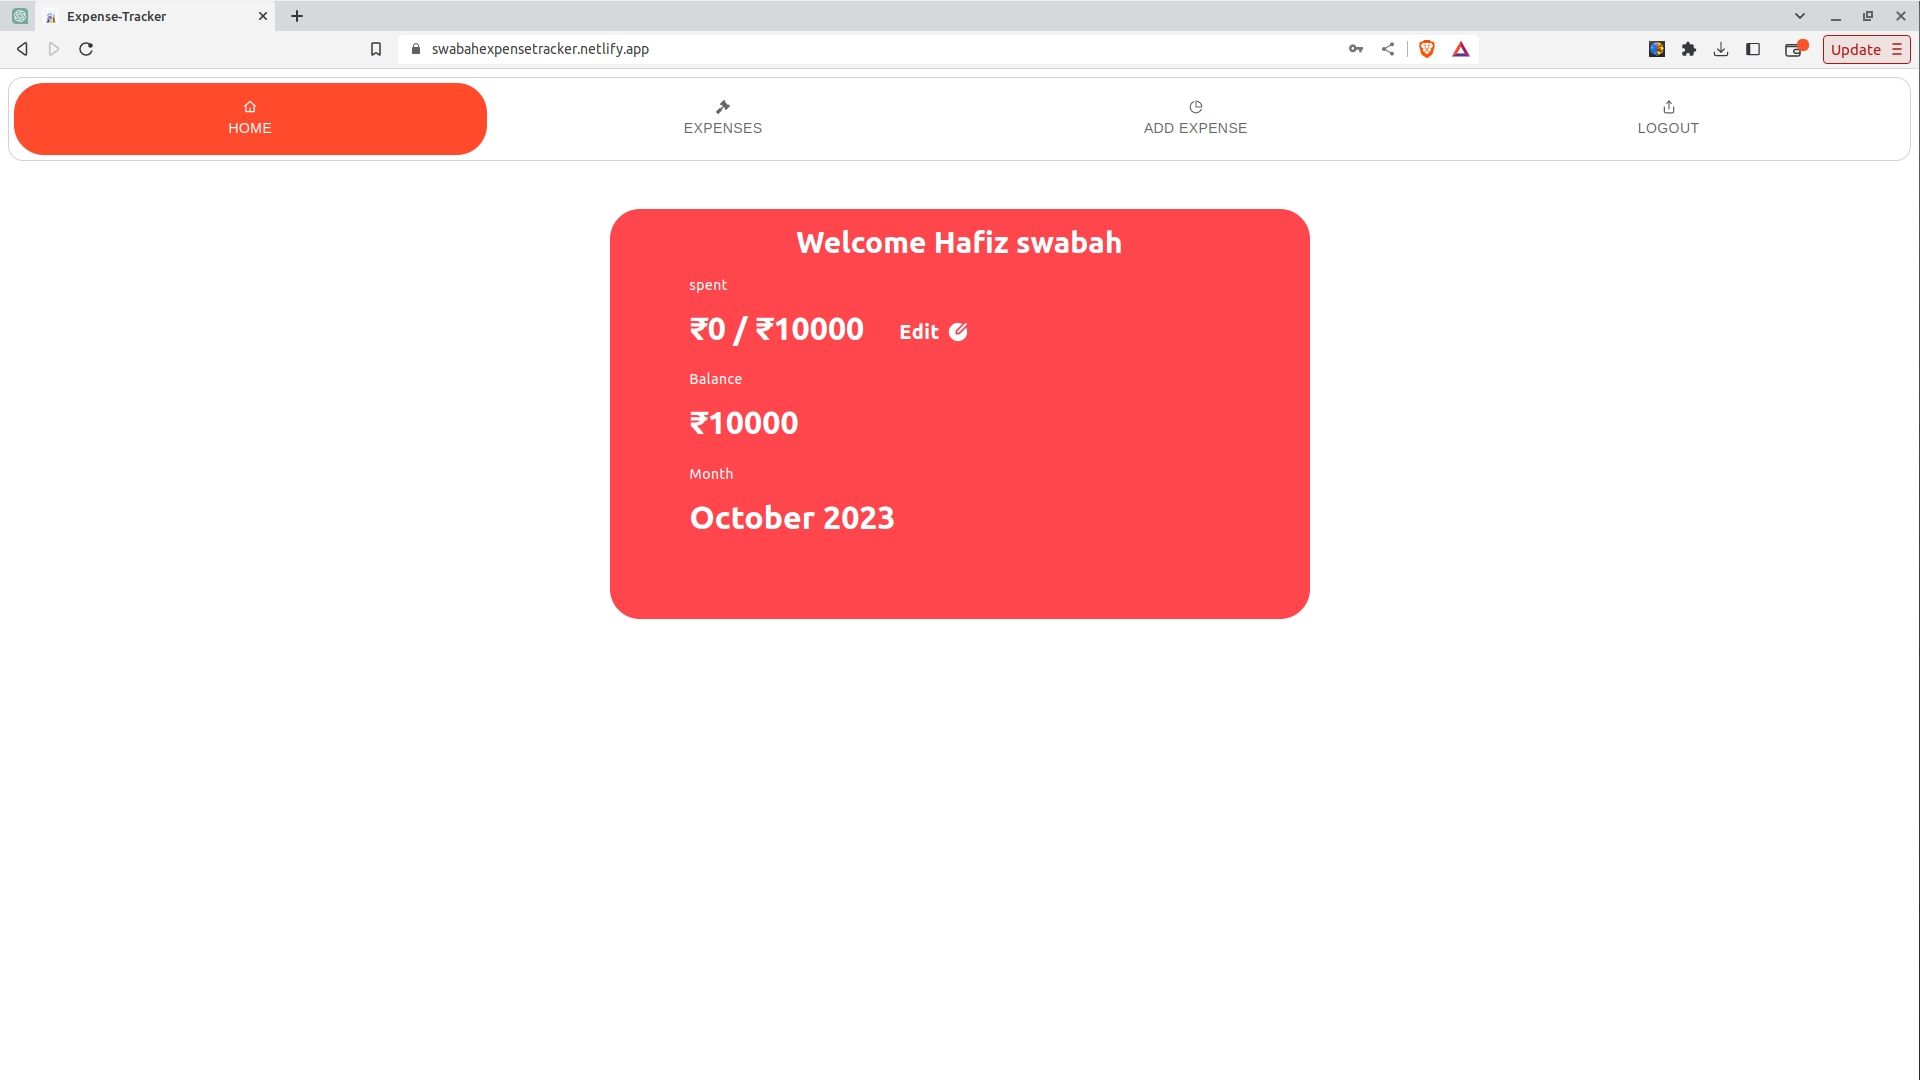 Expense-Tracker
swabahexpensetracker.netlify.app
Update
HOME
EXPENSES
ADD EXPENSE
LOGOUT
Welcome Hafiz swabah
spent
₹0 / ₹10000 Edit
Balance
₹10000
Month
October 2023